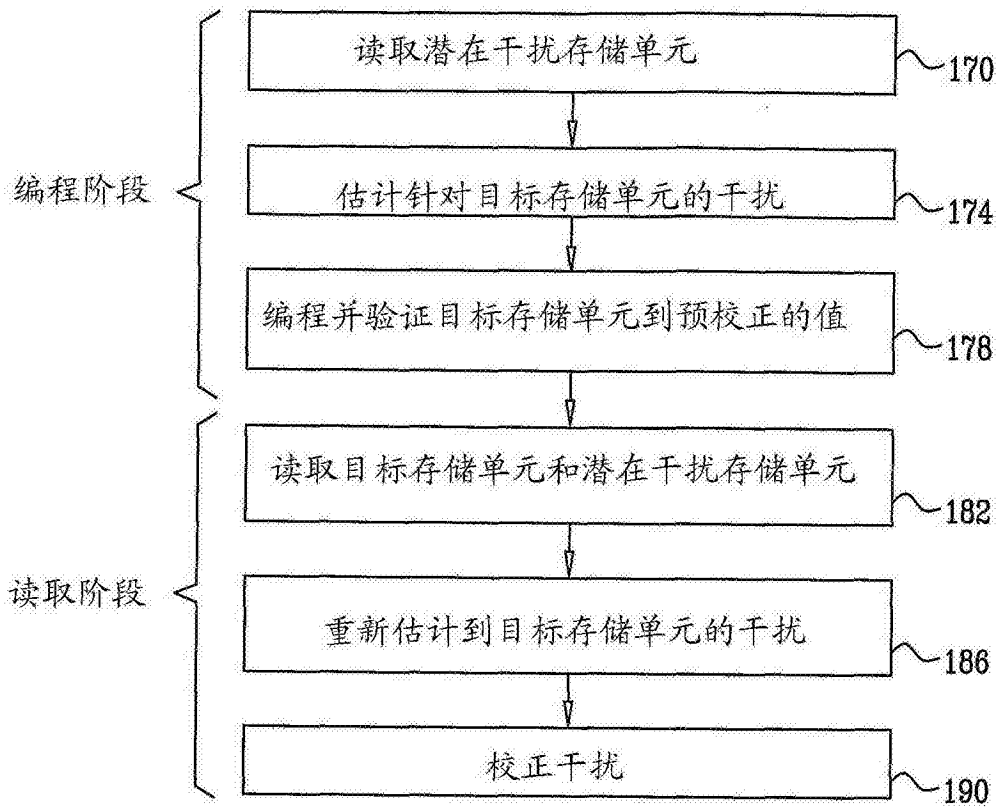 读取潜在干扰存储单元
170
编程阶段
估计针对目标存储单元的干扰
174
编程并验证目标存储单元到预校正的值
178
读取目标存储单元和潜在干扰存储单元
182
读取阶段
重新估计到目标存储单元的干扰
186
校正干扰
190